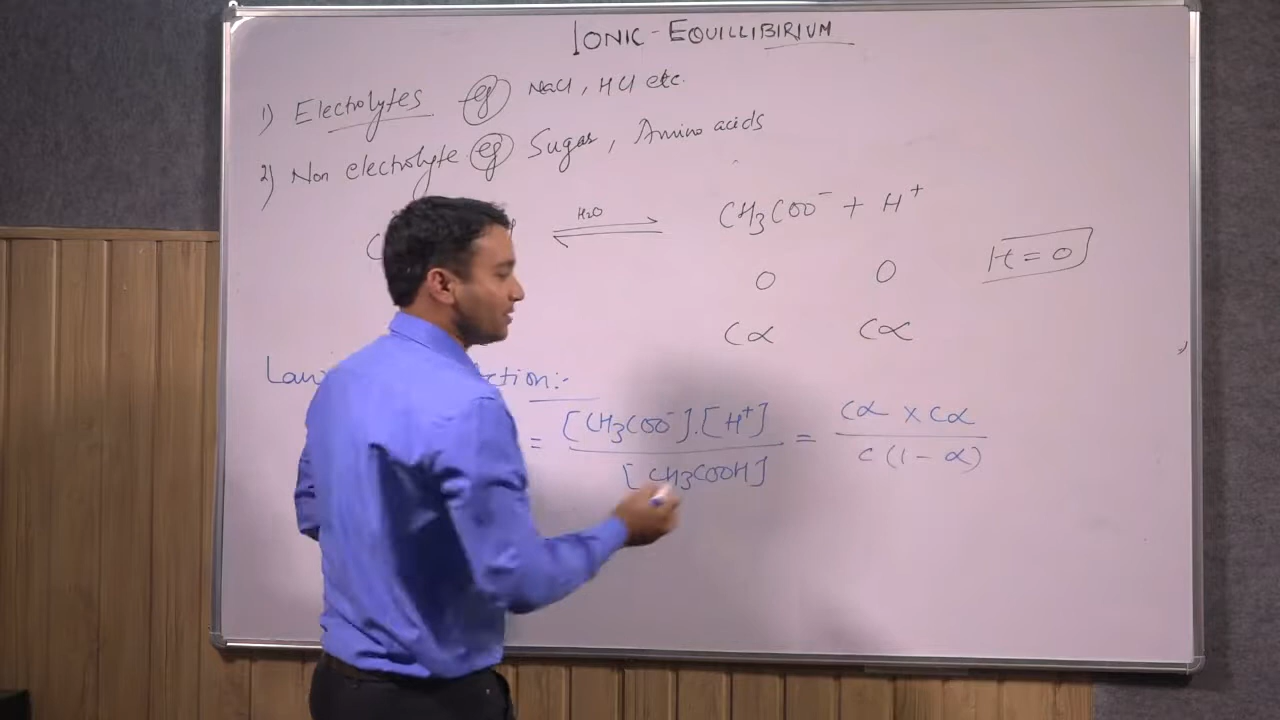 IONIC-EQUILLIBIRIUM
1) Electrolytes eg NaCl, HCl etc.
2) Non electrolyte eg Sugar, Amino acids
C H2O CH3COO⁻ + H⁺
0 0 t=0
Cα Cα
Law ction:-
= [CH3COO⁻].[H⁺] / [CH3COOH] = Cα x Cα / C(1-α)